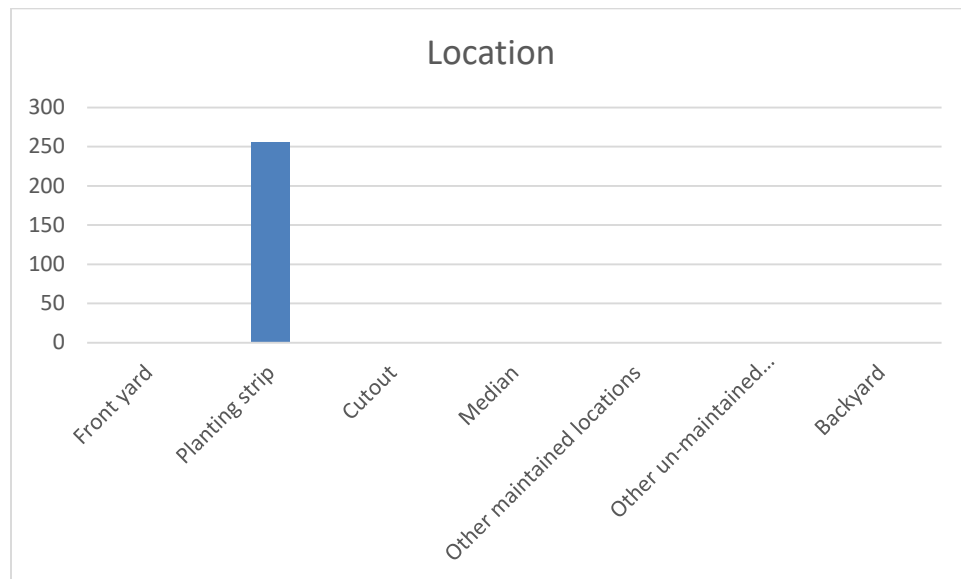 Location
300
250
200
150
100
50
0
Front yard
Planting strip
Cutout
Median
Other maintained locations
Other un-maintained...
Backyard